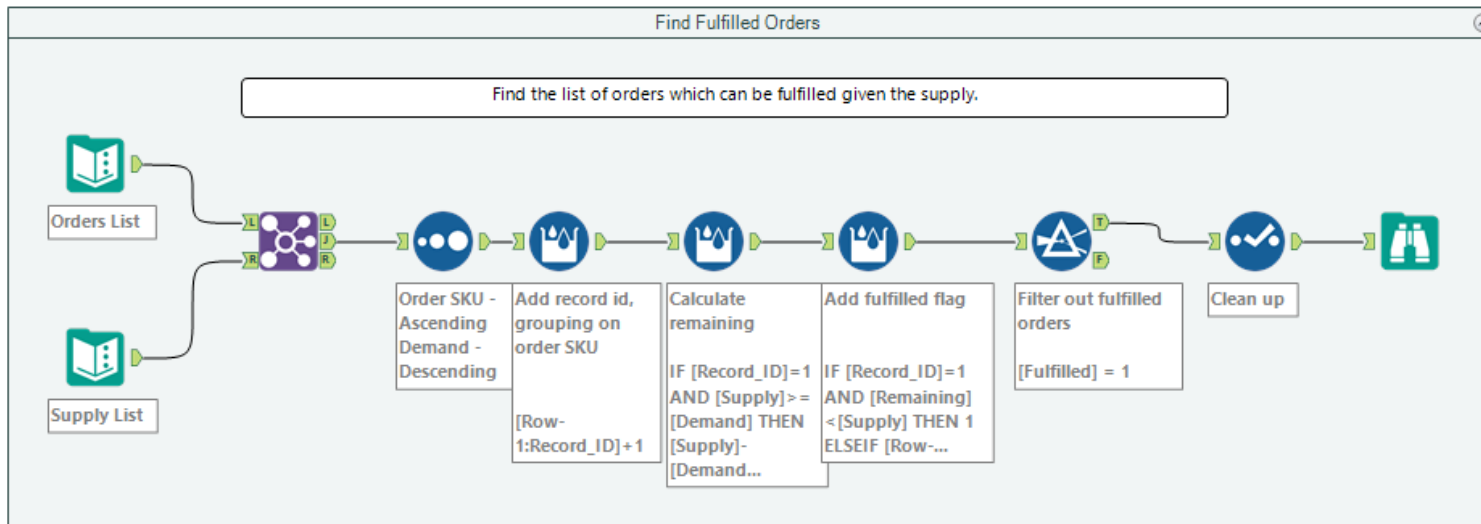 Find Fulfilled Orders
Find the list of orders which can be fulfilled given the supply.
Orders List
Supply List
L
R
L
J
R
Order SKU -
Ascending
Demand -
Descending
Add record id,
grouping on
order SKU
[Row-
1:Record_ID]+1
Calculate
remaining
IF [Record_ID]=1
AND [Supply]>=
[Demand] THEN
[Supply]-
[Demand...
Add fulfilled flag
IF [Record_ID]=1
AND [Remaining]
<[Supply] THEN 1
ELSEIF [Row-...
T
F
Filter out fulfilled
orders
[Fulfilled] = 1
Clean up